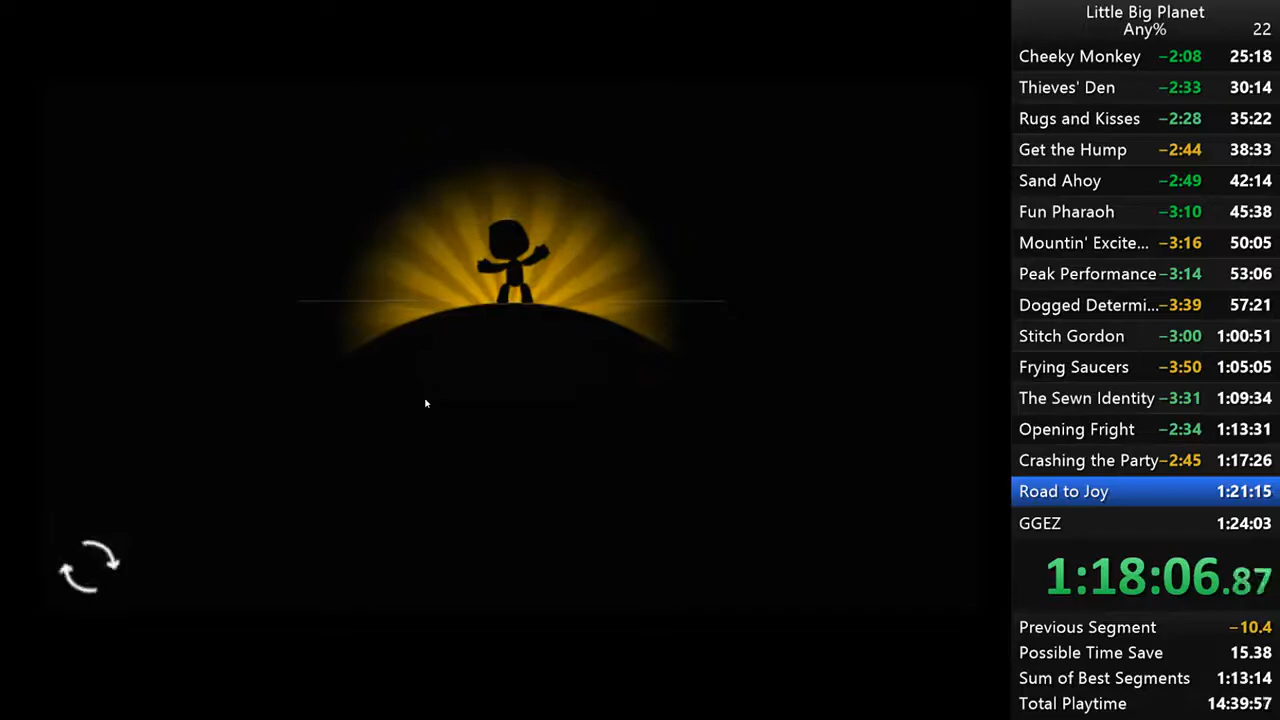 Little Big Planet
Any% 22
Cheeky Monkey −2:08 25:18
Thieves' Den −2:33 30:14
Rugs and Kisses −2:28 35:22
Get the Hump −2:44 38:33
Sand Ahoy −2:49 42:14
Fun Pharaoh −3:10 45:38
Mountin' Excite... −3:16 50:05
Peak Performance −3:14 53:06
Dogged Determi... −3:39 57:21
Stitch Gordon −3:00 1:00:51
Frying Saucers −3:50 1:05:05
The Sewn Identity −3:31 1:09:34
Opening Fright −2:34 1:13:31
Crashing the Party −2:45 1:17:26
Road to Joy 1:21:15
GGEZ 1:24:03
1:18:06.87
Previous Segment −10.4
Possible Time Save 15.38
Sum of Best Segments 1:13:14
Total Playtime 14:39:57